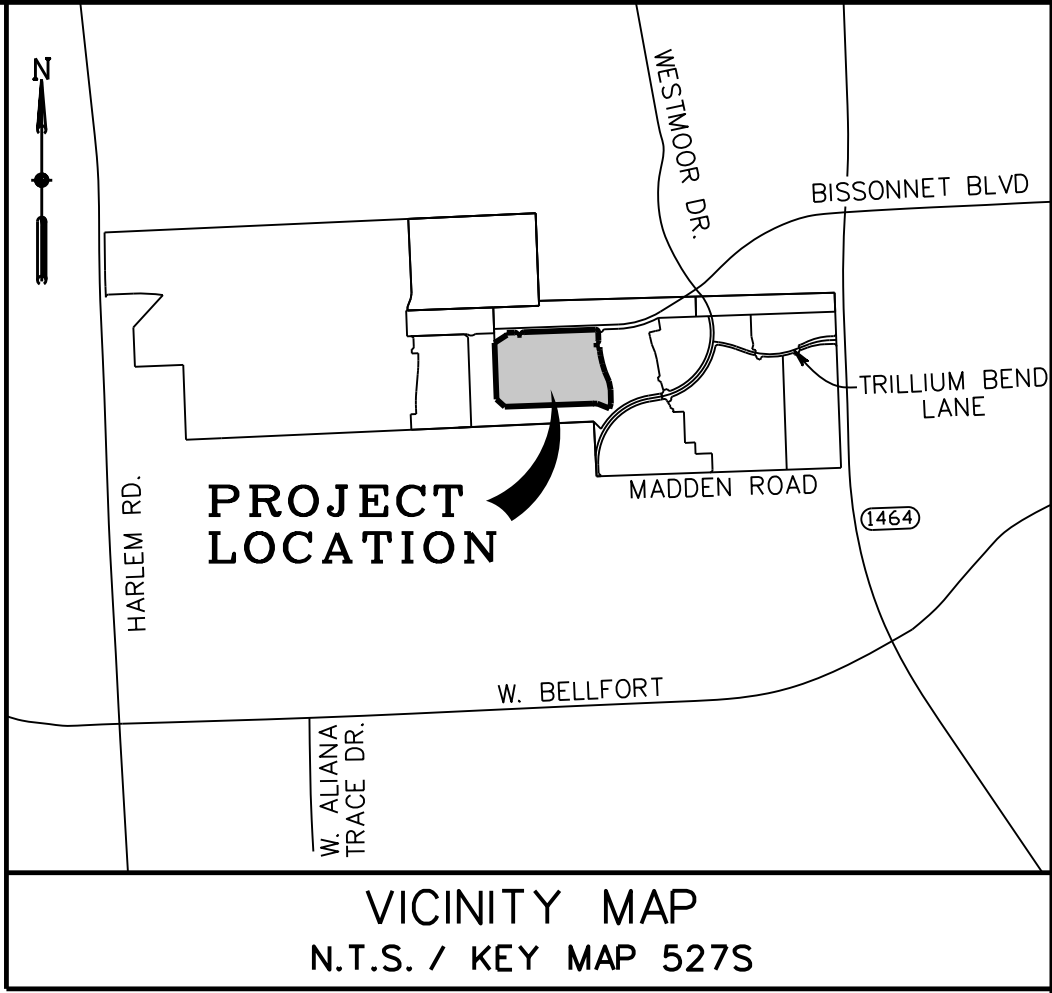 N
WESTMOOR DR.
BISSONNET BLVD
TRILLIUM BEND
LANE
PROJECT
LOCATION
MADDEN ROAD
1464
HARLEM RD.
W. BELLFORT
W. ALIANA
TRACE DR.
VICINITY MAP
N.T.S. / KEY MAP 527S